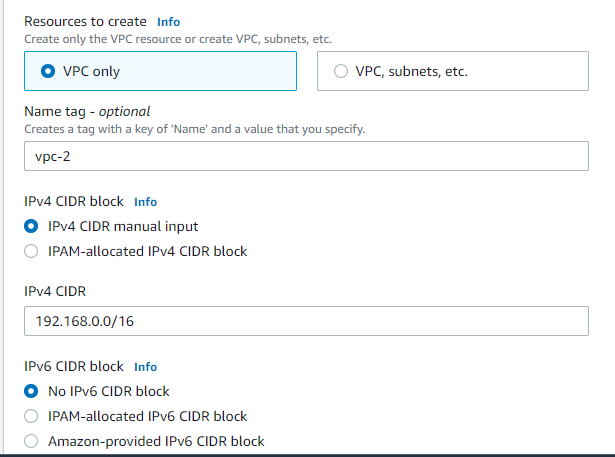 Resources to create Info
Create only the VPC resource or create VPC, subnets, etc.
VPC only
VPC, subnets, etc.
Name tag - optional
Creates a tag with a key of 'Name' and a value that you specify.
vpc-2
IPv4 CIDR block Info
IPv4 CIDR manual input
IPAM-allocated IPv4 CIDR block
IPv4 CIDR
192.168.0.0/16
IPv6 CIDR block Info
No IPv6 CIDR block
IPAM-allocated IPv6 CIDR block
Amazon-provided IPv6 CIDR block